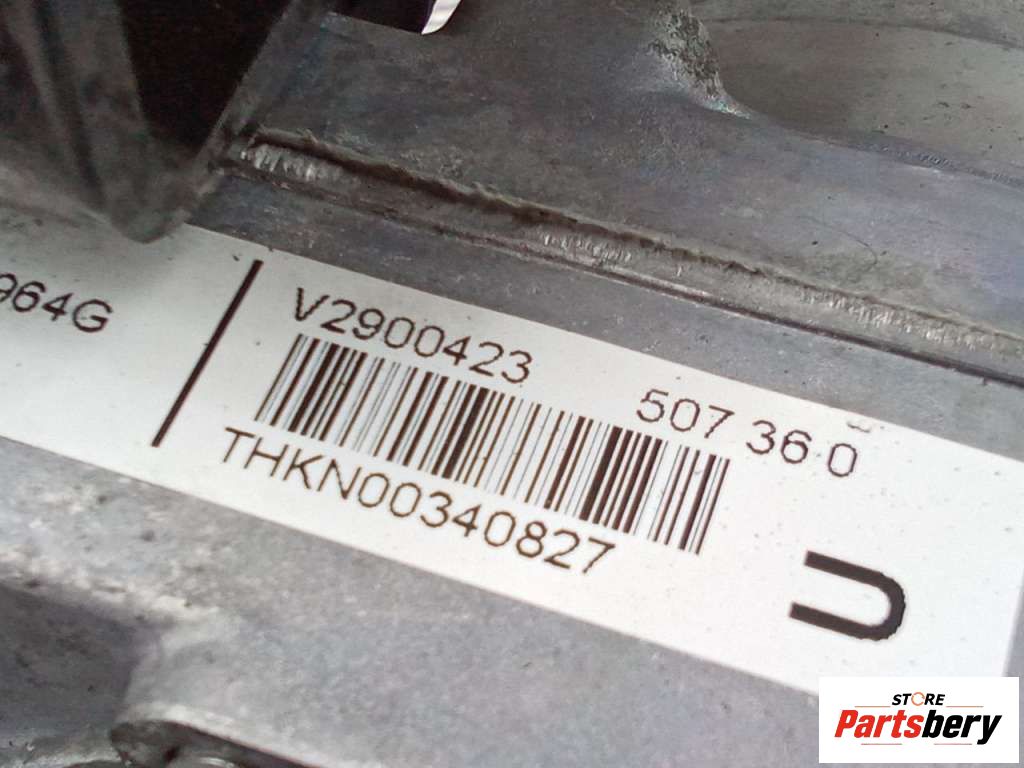 964G
V2900423
507 36 0
THKN00340827
U
STORE
Partsbery